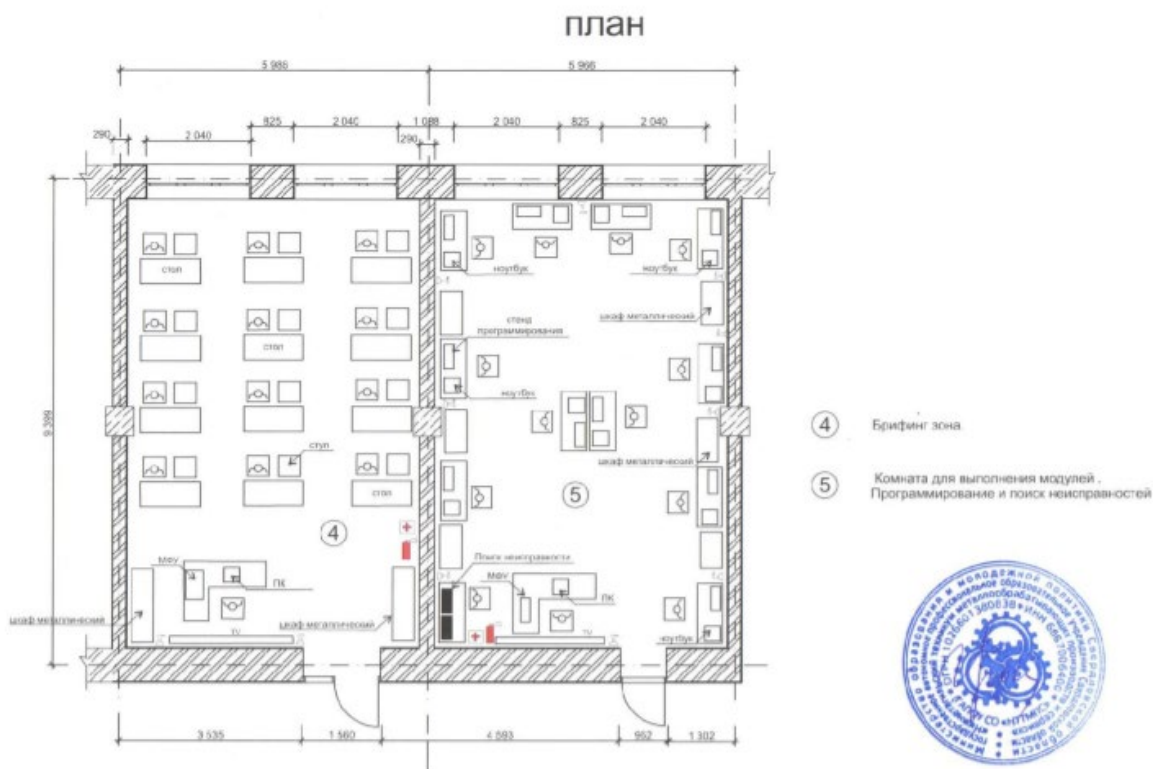 план
5 988
5 966
825
2 040
1 088
2 040
825
2 040
290
2 040
290
9 399
стол
стол
стул
стол
4
МФУ
ПК
шкаф металлический
шкаф металлический
TV
ноутбук
ноутбук
шкаф металлический
стенд
программирования
ноутбук
шкаф металлический
5
Поиск неисправности
МФУ
ПК
TV
ноутбук
3 535
1 560
4 593
952
1 302
4 Брифинг зона
5 Комната для выполнения модулей .
Программирование и поиск неисправностей